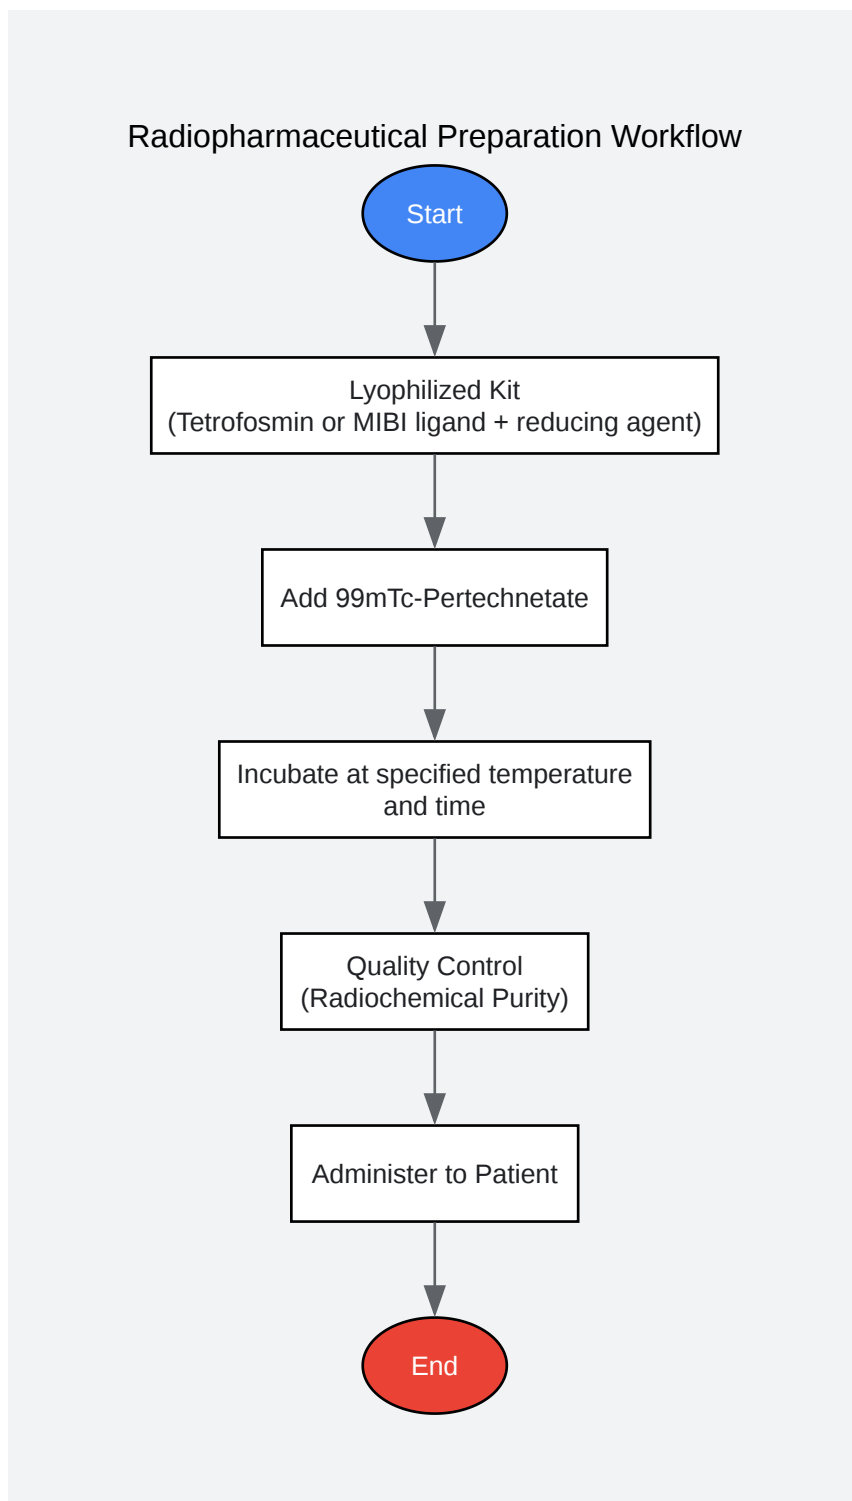 Radiopharmaceutical Preparation Workflow
Start
Lyophilized Kit
(Tetrofosmin or MIBI ligand + reducing agent)
Add 99mTc-Pertechnetate
Incubate at specified temperature
and time
Quality Control
(Radiochemical Purity)
Administer to Patient
End